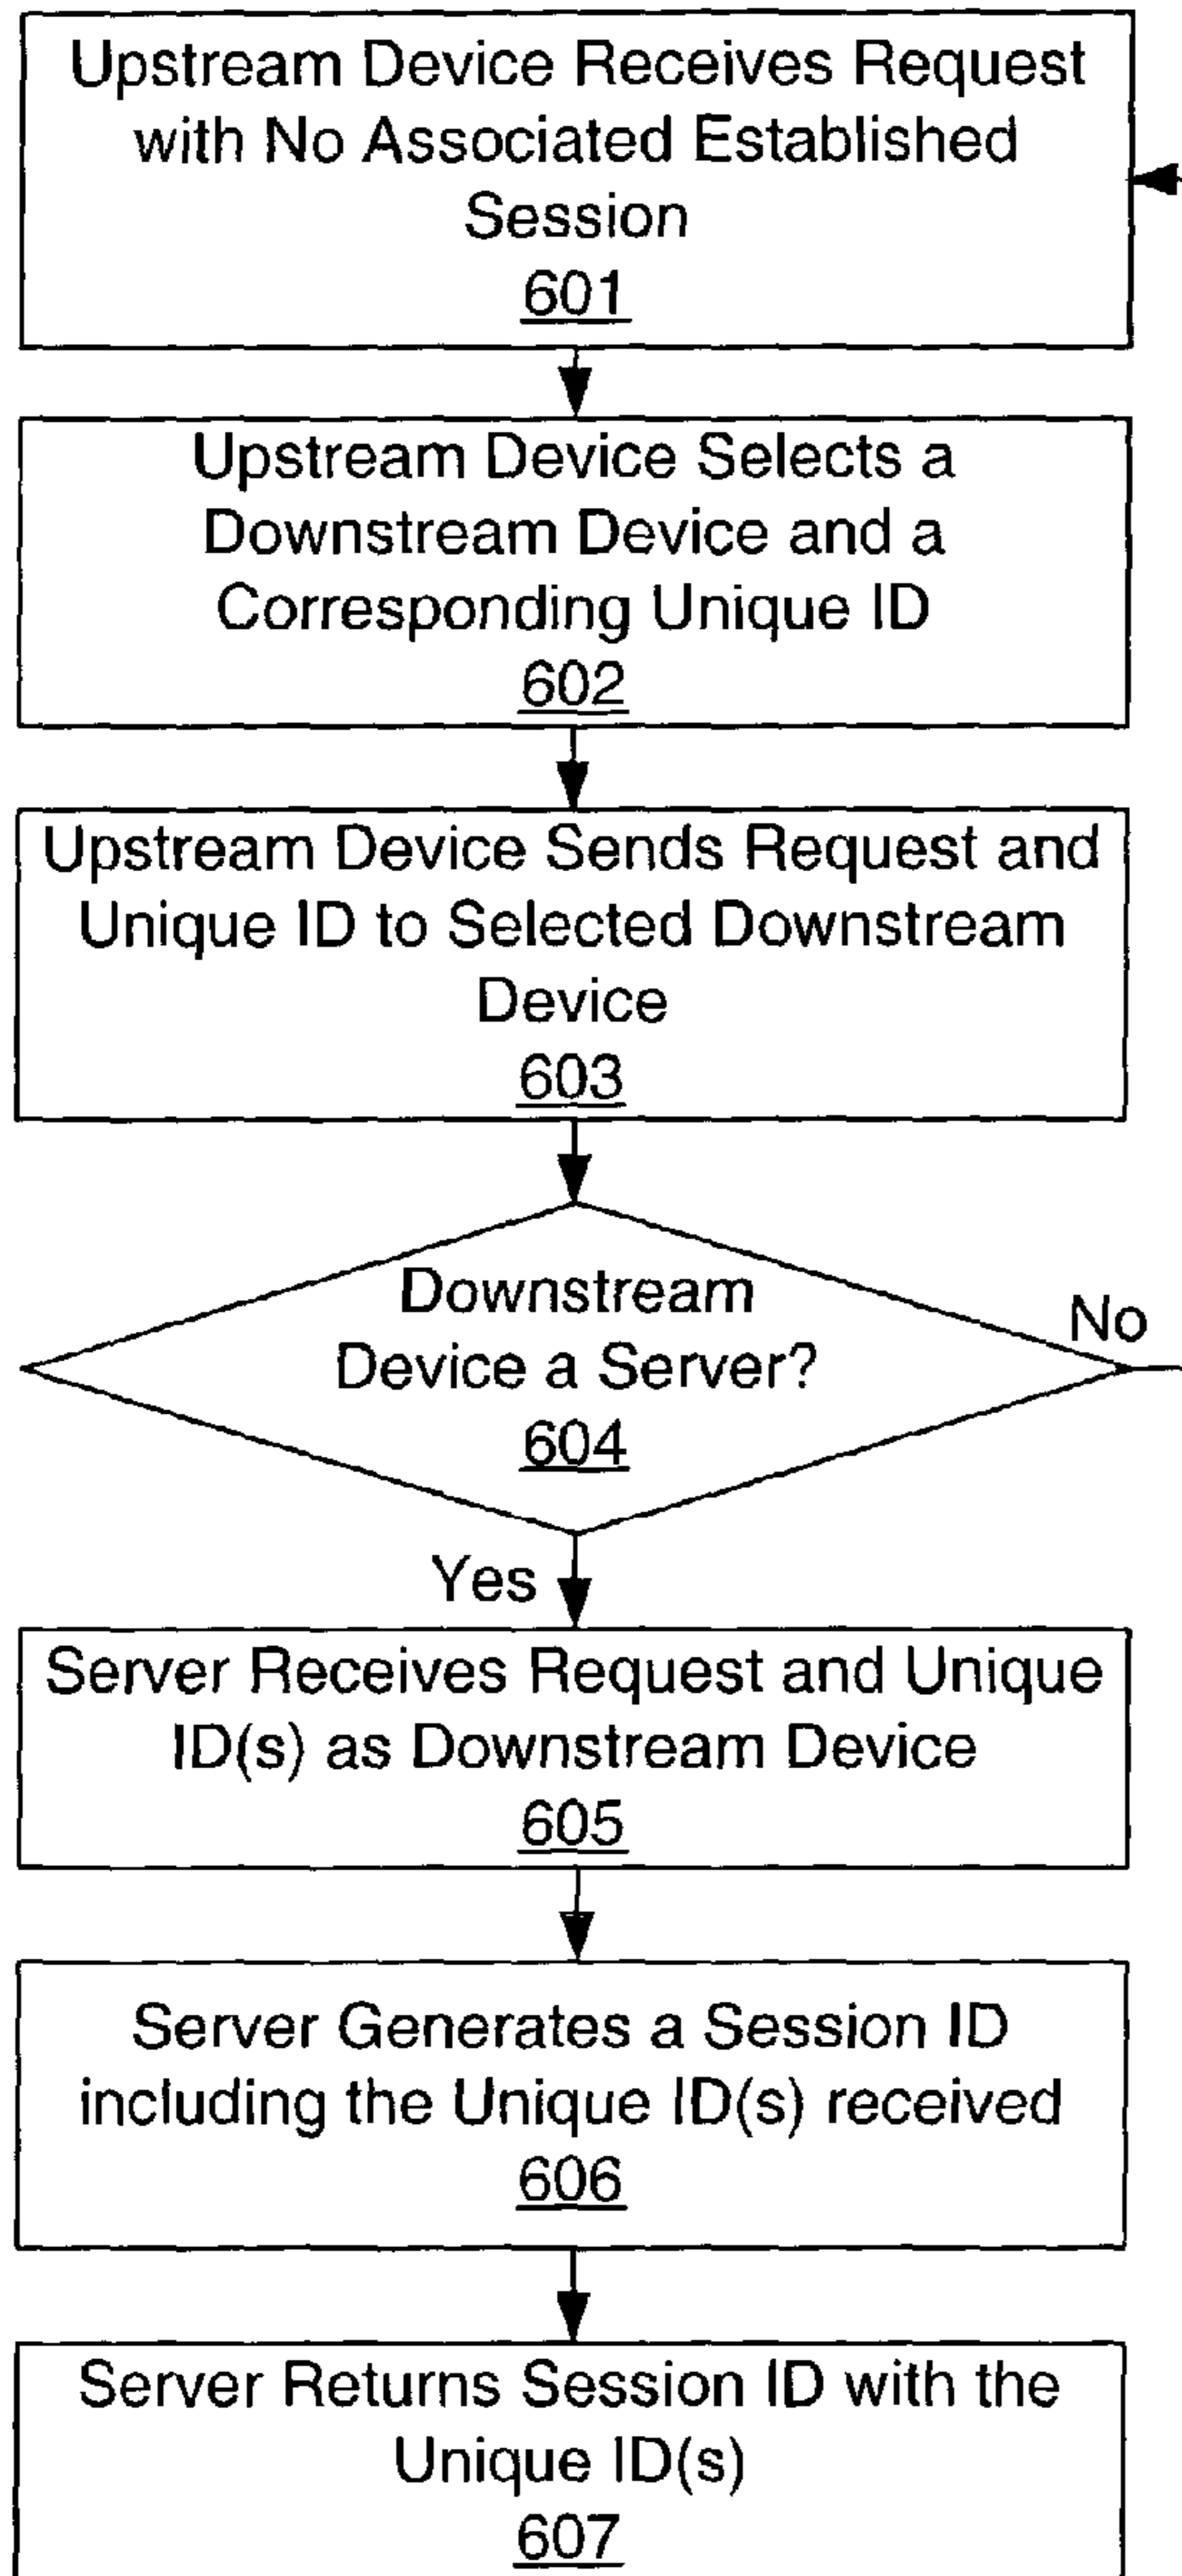 Upstream Device Receives Request
with No Associated Established
Session
601
Upstream Device Selects a
Downstream Device and a
Corresponding Unique ID
602
Upstream Device Sends Request and
Unique ID to Selected Downstream
Device
603
Downstream
Device a Server?
604
No
Yes
Server Receives Request and Unique
ID(s) as Downstream Device
605
Server Generates a Session ID
including the Unique ID(s) received
606
Server Returns Session ID with the
Unique ID(s)
607